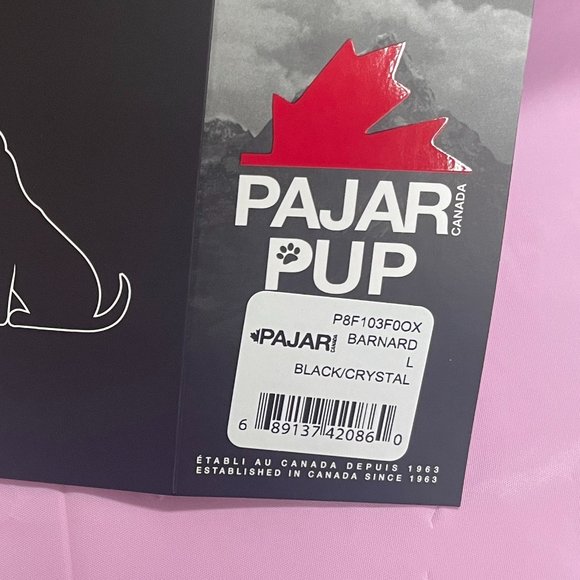 PAJAR CANADA
PUP
P8F103F0OX
PAJAR CANADA BARNARD
L
BLACK/CRYSTAL
6 89137 42086 0
ÉTABLI AU CANADA DEPUIS 1963
ESTABLISHED IN CANADA SINCE 1963